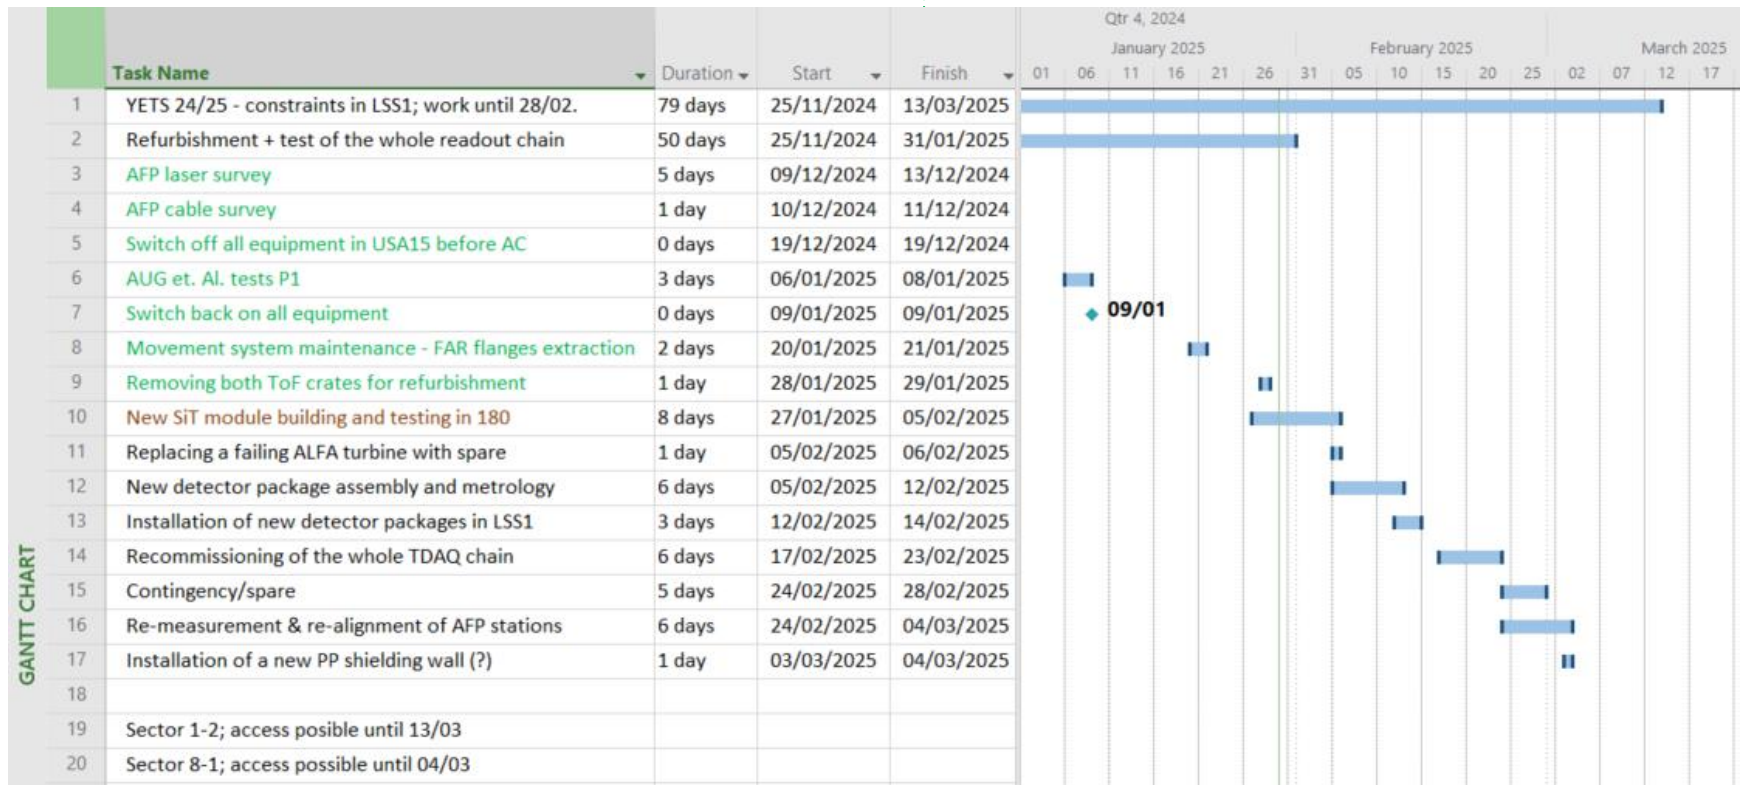 Qtr 4, 2024
January 2025 February 2025 March 2025
Task Name Duration Start Finish 01 06 11 16 21 26 31 05 10 15 20 25 02 07 12 17
1 YETS 24/25 - constraints in LSS1; work until 28/02. 79 days 25/11/2024 13/03/2025
2 Refurbishment + test of the whole readout chain 50 days 25/11/2024 31/01/2025
3 AFP laser survey 5 days 09/12/2024 13/12/2024
4 AFP cable survey 1 day 10/12/2024 11/12/2024
5 Switch off all equipment in USA15 before AC 0 days 19/12/2024 19/12/2024
6 AUG et. Al. tests P1 3 days 06/01/2025 08/01/2025
7 Switch back on all equipment 0 days 09/01/2025 09/01/2025 09/01
8 Movement system maintenance - FAR flanges extraction 2 days 20/01/2025 21/01/2025
9 Removing both ToF crates for refurbishment 1 day 28/01/2025 29/01/2025
10 New SiT module building and testing in 180 8 days 27/01/2025 05/02/2025
11 Replacing a failing ALFA turbine with spare 1 day 05/02/2025 06/02/2025
12 New detector package assembly and metrology 6 days 05/02/2025 12/02/2025
13 Installation of new detector packages in LSS1 3 days 12/02/2025 14/02/2025
14 Recommissioning of the whole TDAQ chain 6 days 17/02/2025 23/02/2025
15 Contingency/spare 5 days 24/02/2025 28/02/2025
16 Re-measurement & re-alignment of AFP stations 6 days 24/02/2025 04/03/2025
17 Installation of a new PP shielding wall (?) 1 day 03/03/2025 04/03/2025
18
19 Sector 1-2; access posible until 13/03
20 Sector 8-1; access possible until 04/03
GANTT CHART